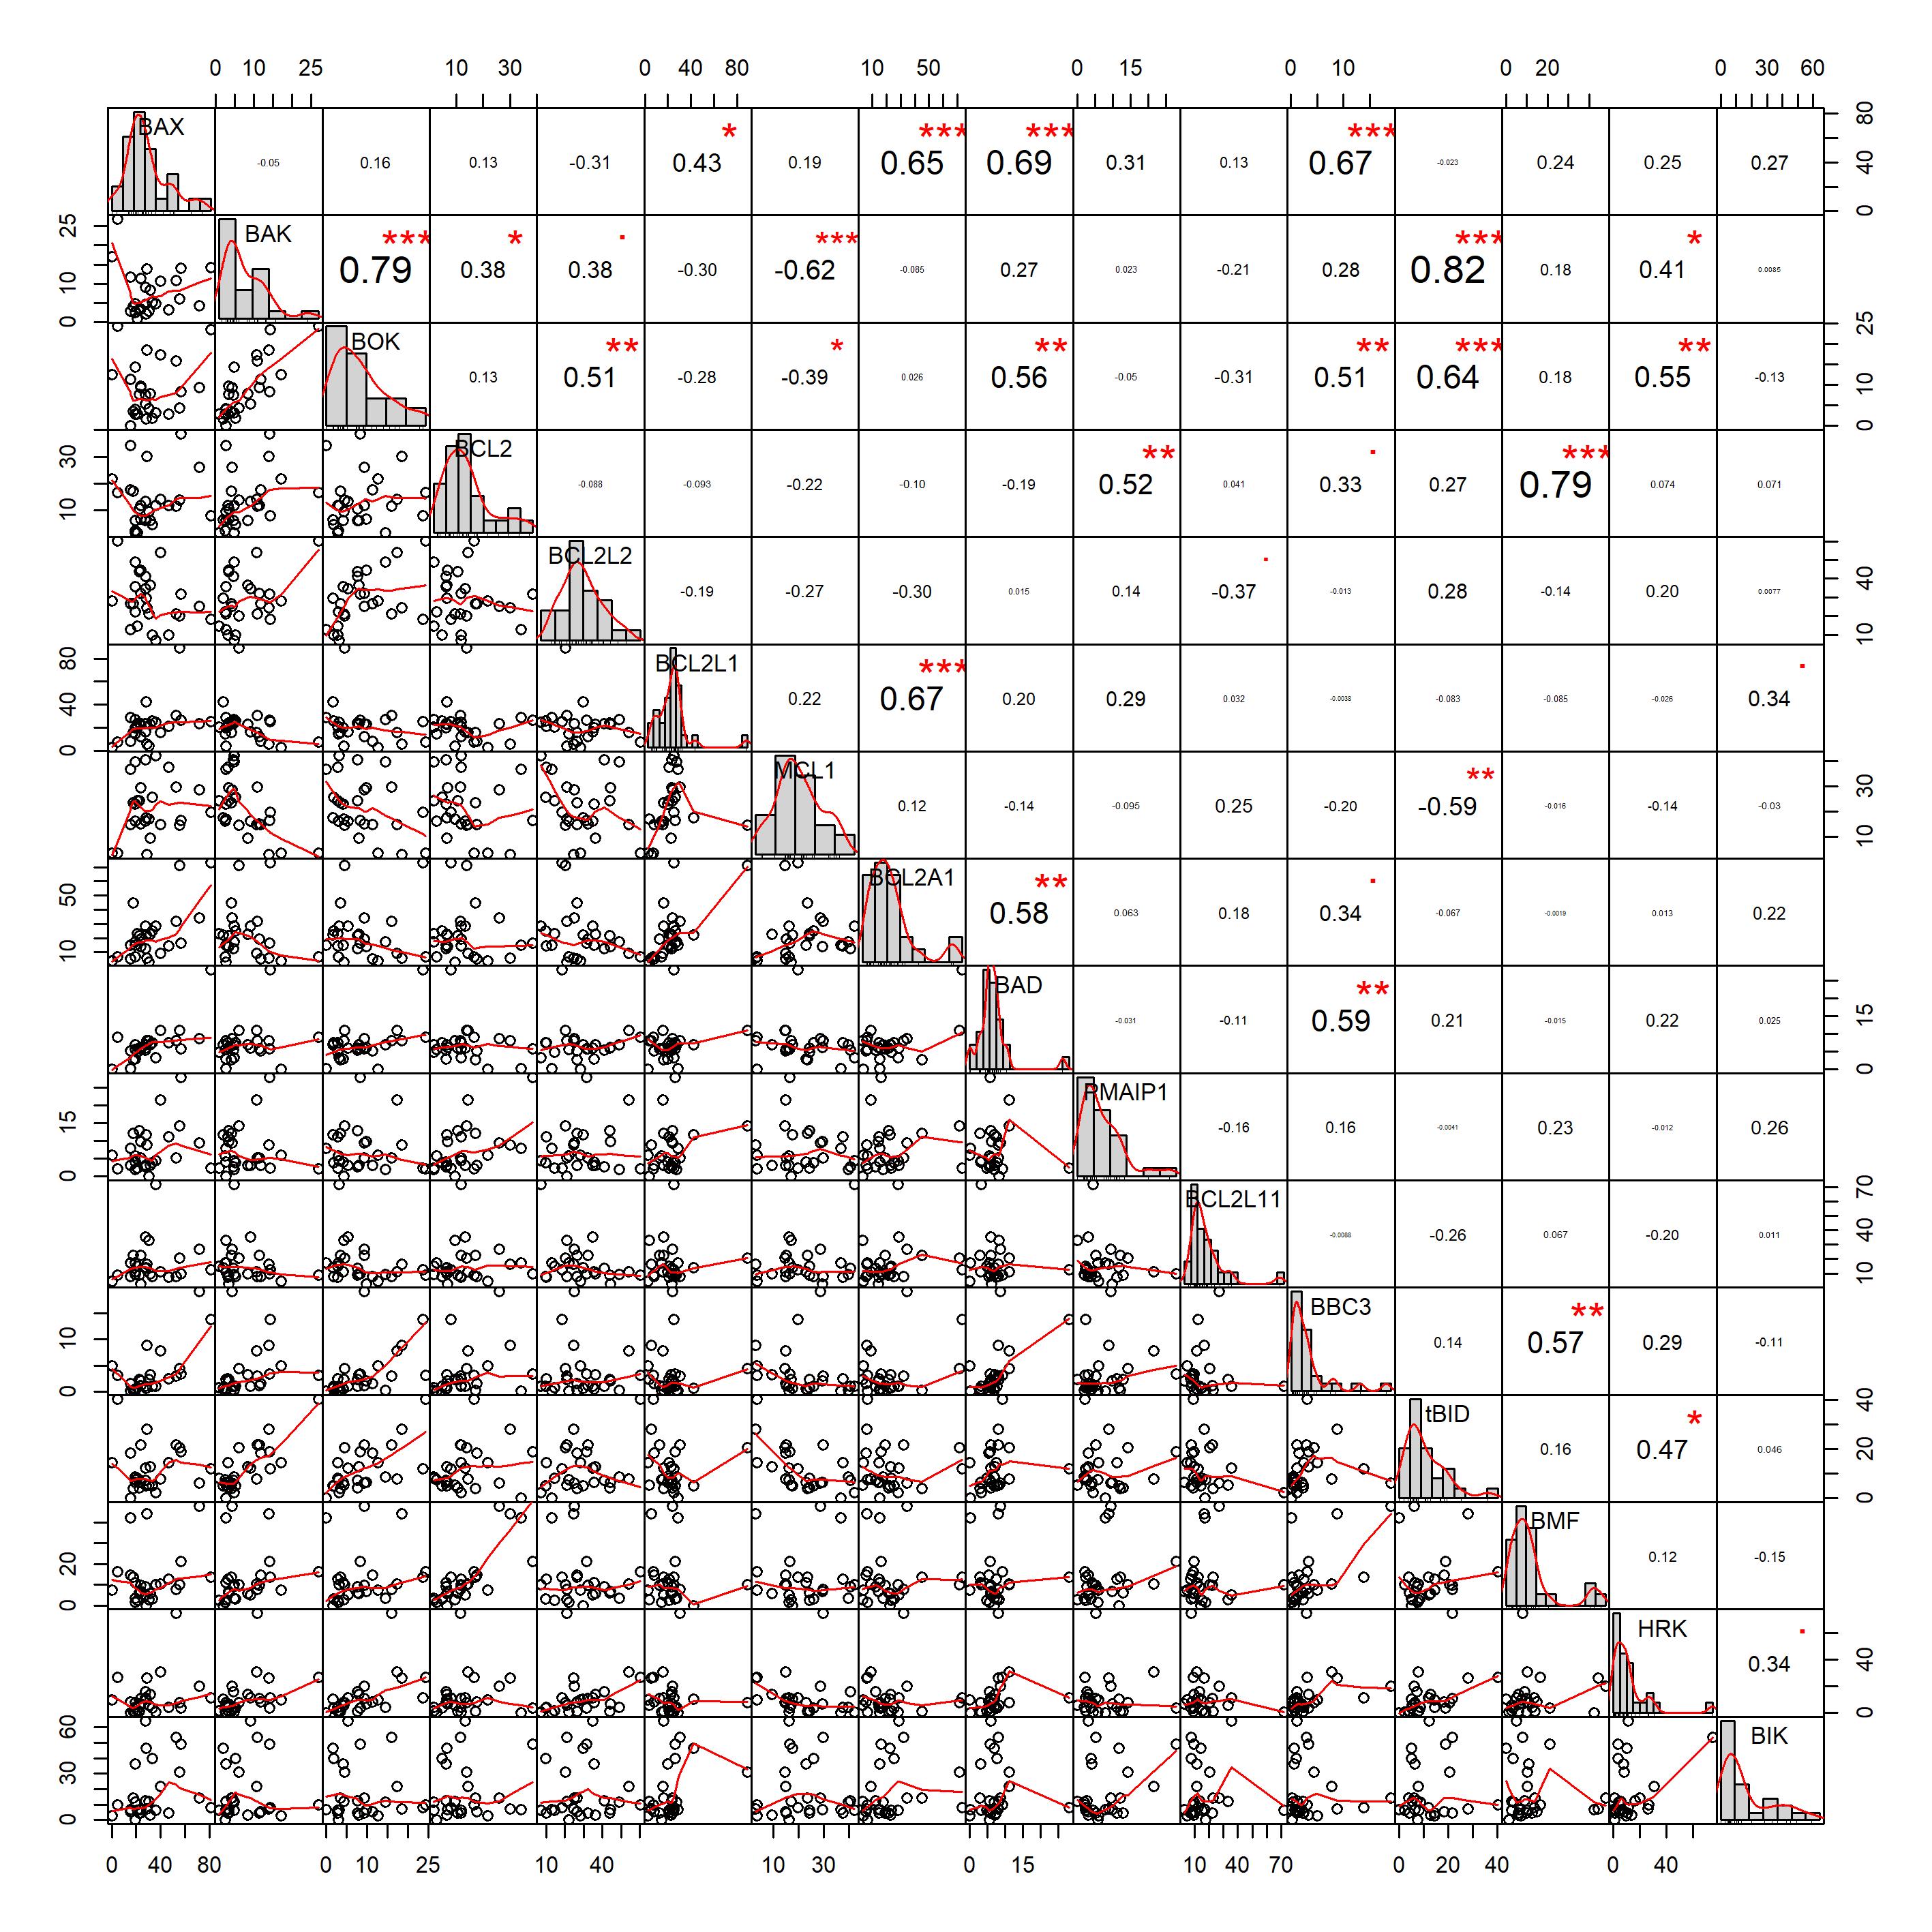 0 10 25 10 30 0 40 80 10 50 0 15 0 10 0 20 0 30 60
* *** *** ***
BAX -0.05 0.16 0.13 -0.31 0.43 0.19 0.65 0.69 0.31 0.13 0.67 -0.023 0.24 0.25 0.27 0 40 80
*** * . *** *** *
0 10 25 BAK 0.79 0.38 0.38 -0.30 -0.62 -0.085 0.27 0.023 -0.21 0.28 0.82 0.18 0.41 0.0085
** * ** ** *** **
BOK 0.13 0.51 -0.28 -0.39 0.026 0.56 -0.05 -0.31 0.51 0.64 0.18 0.55 -0.13 0 10 25
** . ***
10 30 BCL2 -0.088 -0.093 -0.22 -0.10 -0.19 0.52 0.041 0.33 0.27 0.79 0.074 0.071
.
BCL2L2 -0.19 -0.27 -0.30 0.015 0.14 -0.37 -0.013 0.28 -0.14 0.20 0.0077 10 40
*** .
0 40 80 BCL2L1 0.22 0.67 0.20 0.29 0.032 -0.0038 -0.083 -0.085 -0.026 0.34
**
MCL1 0.12 -0.14 -0.095 0.25 -0.20 -0.59 -0.016 -0.14 -0.03 10 30
** .
10 50 BCL2A1 0.58 0.063 0.18 0.34 -0.067 -0.0019 0.013 0.22
**
BAD -0.031 -0.11 0.59 0.21 -0.015 0.22 0.025 0 15
0 15 PMAIP1 -0.16 0.16 -0.0041 0.23 -0.012 0.26
BCL2L11 -0.0088 -0.26 0.067 -0.20 0.011 10 40 70
**
0 10 BBC3 0.14 0.57 0.29 -0.11
*
tBID 0.16 0.47 0.046 0 20 40
0 20 BMF 0.12 -0.15
.
HRK 0.34 0 40
0 30 60 BIK
0 40 80 0 10 25 10 40 10 30 0 15 10 40 70 0 20 40 0 40